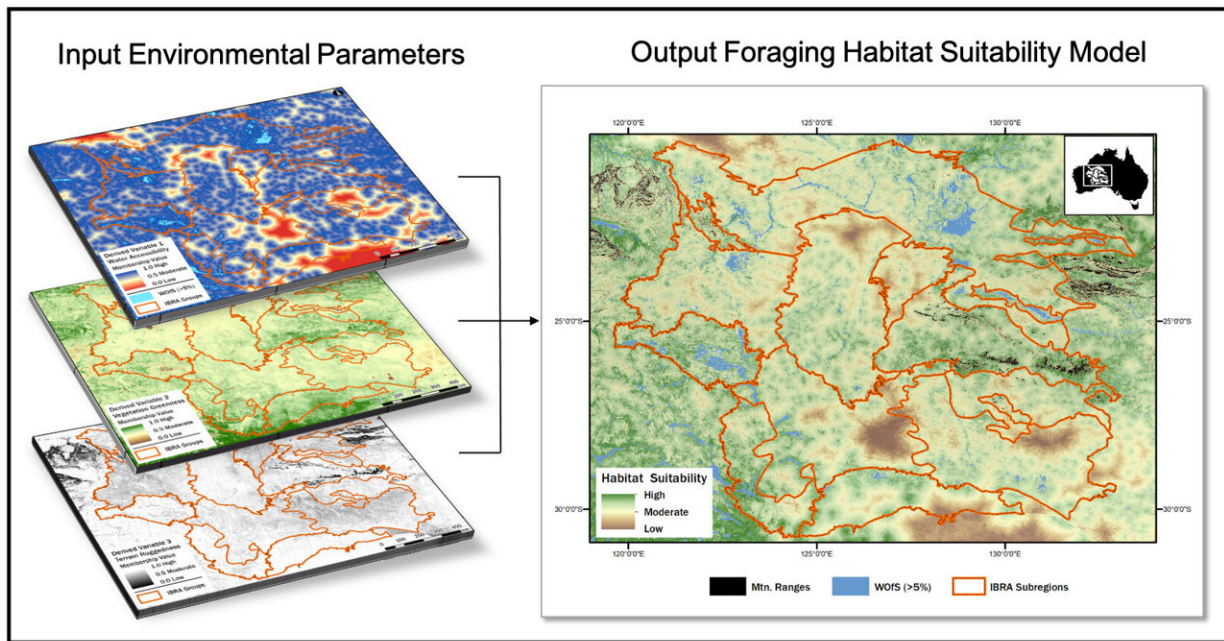 Input Environmental Parameters
Derived Variable 1
Water Accessibility
Membership Value
1.0 High
0.5 Moderate
0.0 Low
WOfS (>5%)
IBRA Groups
Derived Variable 2
Vegetation Greenness
Membership Value
1.0 High
0.5 Moderate
0.0 Low
IBRA Groups
Derived Variable 3
Terrain Ruggedness
Membership Value
1.0 High
0.5 Moderate
0.0 Low
IBRA Groups
Output Foraging Habitat Suitability Model
120°0'0"E 125°0'0"E 130°0'0"E
25°0'0"S 25°0'0"S
30°0'0"S 30°0'0"S
Habitat Suitability
High
Moderate
Low
120°0'0"E 125°0'0"E 130°0'0"E
Mtn. Ranges WOfS (>5%) IBRA Subregions